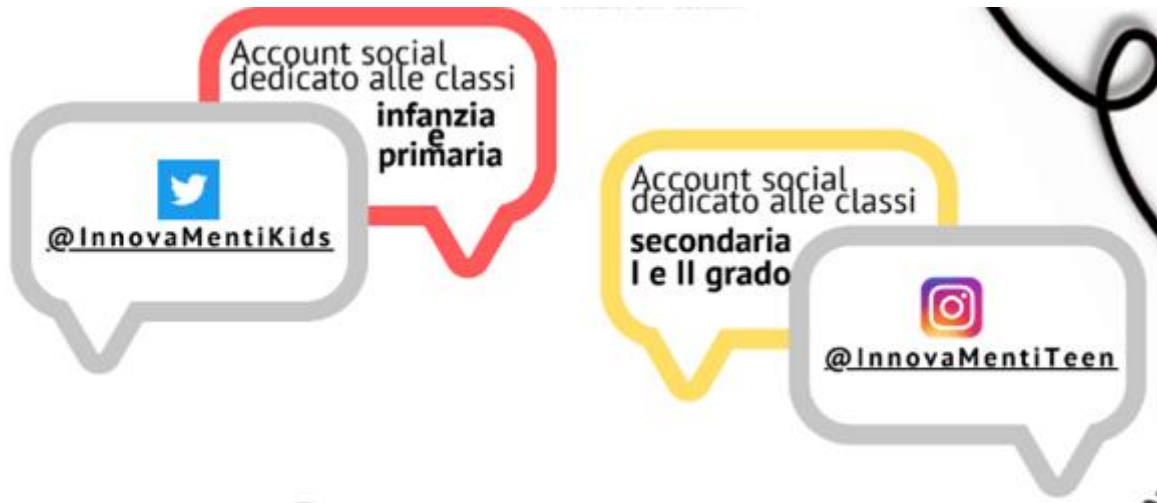 Account social
dedicato alle classi
infanzia
e
primaria
@InnovaMentiKids
Account social
dedicato alle classi
secondaria
I e II grado
@InnovaMentiTeen